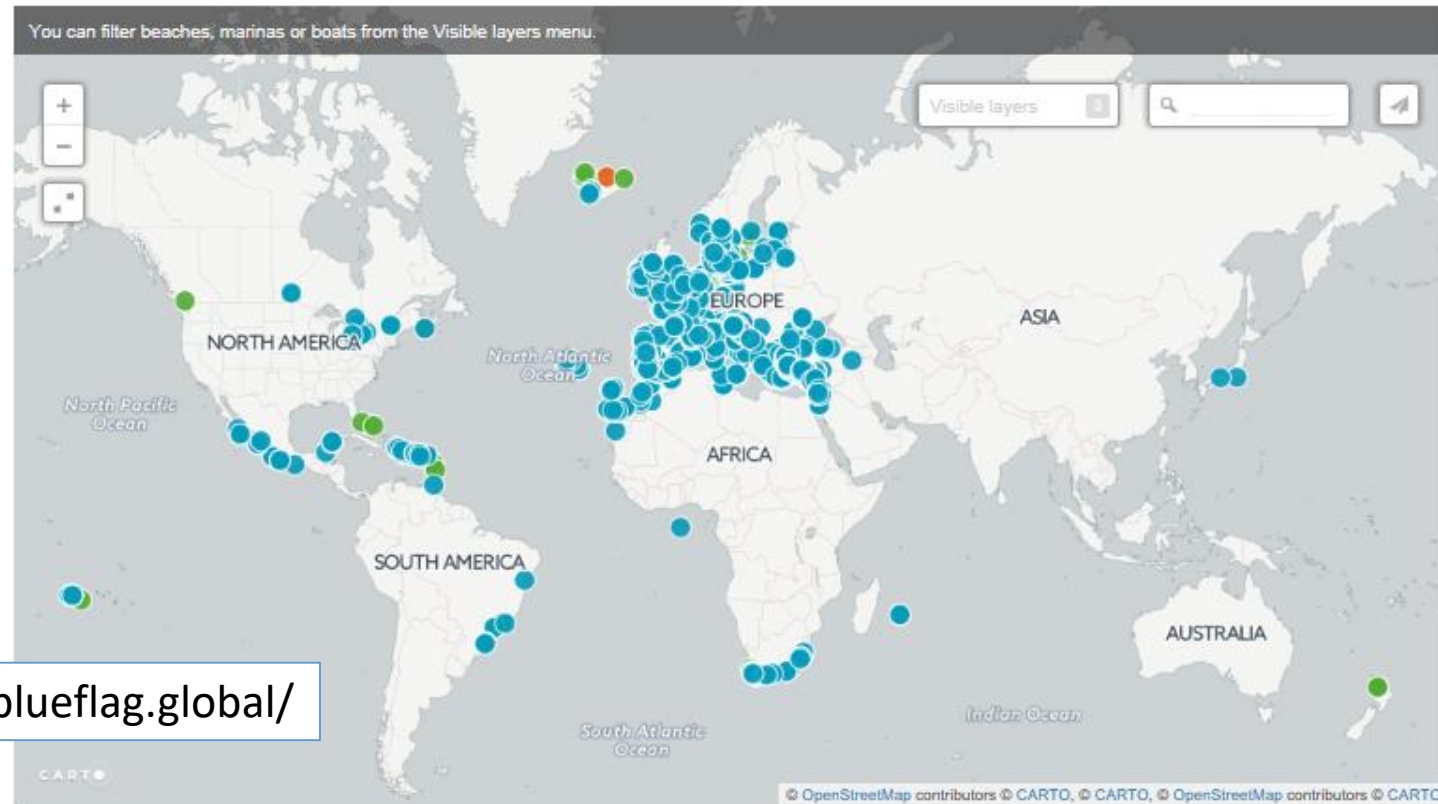 You can filter beaches, marinas or boats from the Visible layers menu.
+
Visible layers 3
−
EUROPE
ASIA
NORTH AMERICA
North Atlantic
Ocean
North Pacific
Ocean
AFRICA
SOUTH AMERICA
AUSTRALIA
blueflag.global/
Indian Ocean
South Atlantic
Ocean
CARTO
© OpenStreetMap contributors © CARTO, © CARTO, © OpenStreetMap contributors © CARTO